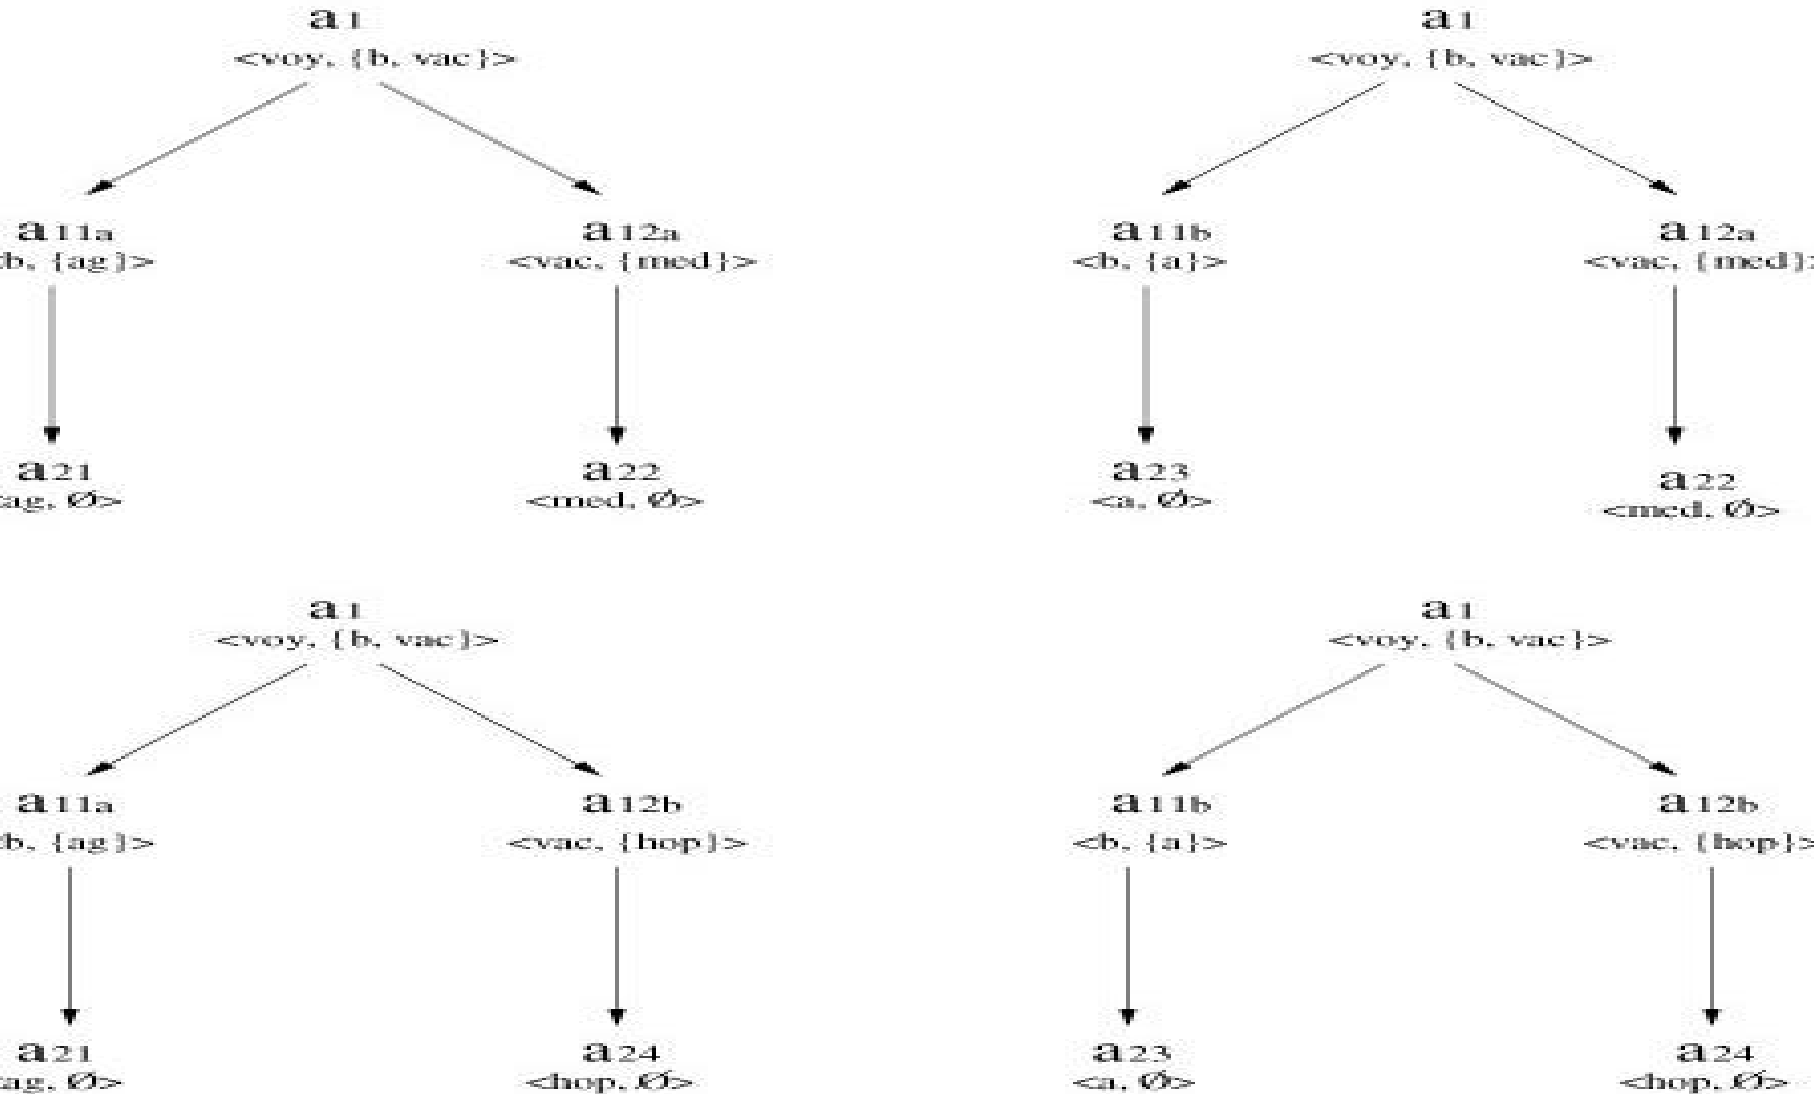 a1 a1
<voy, {b, vac}> <voy, {b, vac}>
a11a a12a a11b a12a
b, {ag}> <vac, {med}> <b, {a}> <vac, {med}>
a21 a22 a23 a22
ag, Ø> <med, Ø> <a, Ø> <med, Ø>
a1 a1
<voy, {b, vac}> <voy, {b, vac}>
a11a a12b a11b a12b
b, {ag}> <vac, {hop}> <b, {a}> <vac, {hop}>
a21 a24 a23 a24
ag, Ø> <hop, Ø> <a, Ø> <hop, Ø>